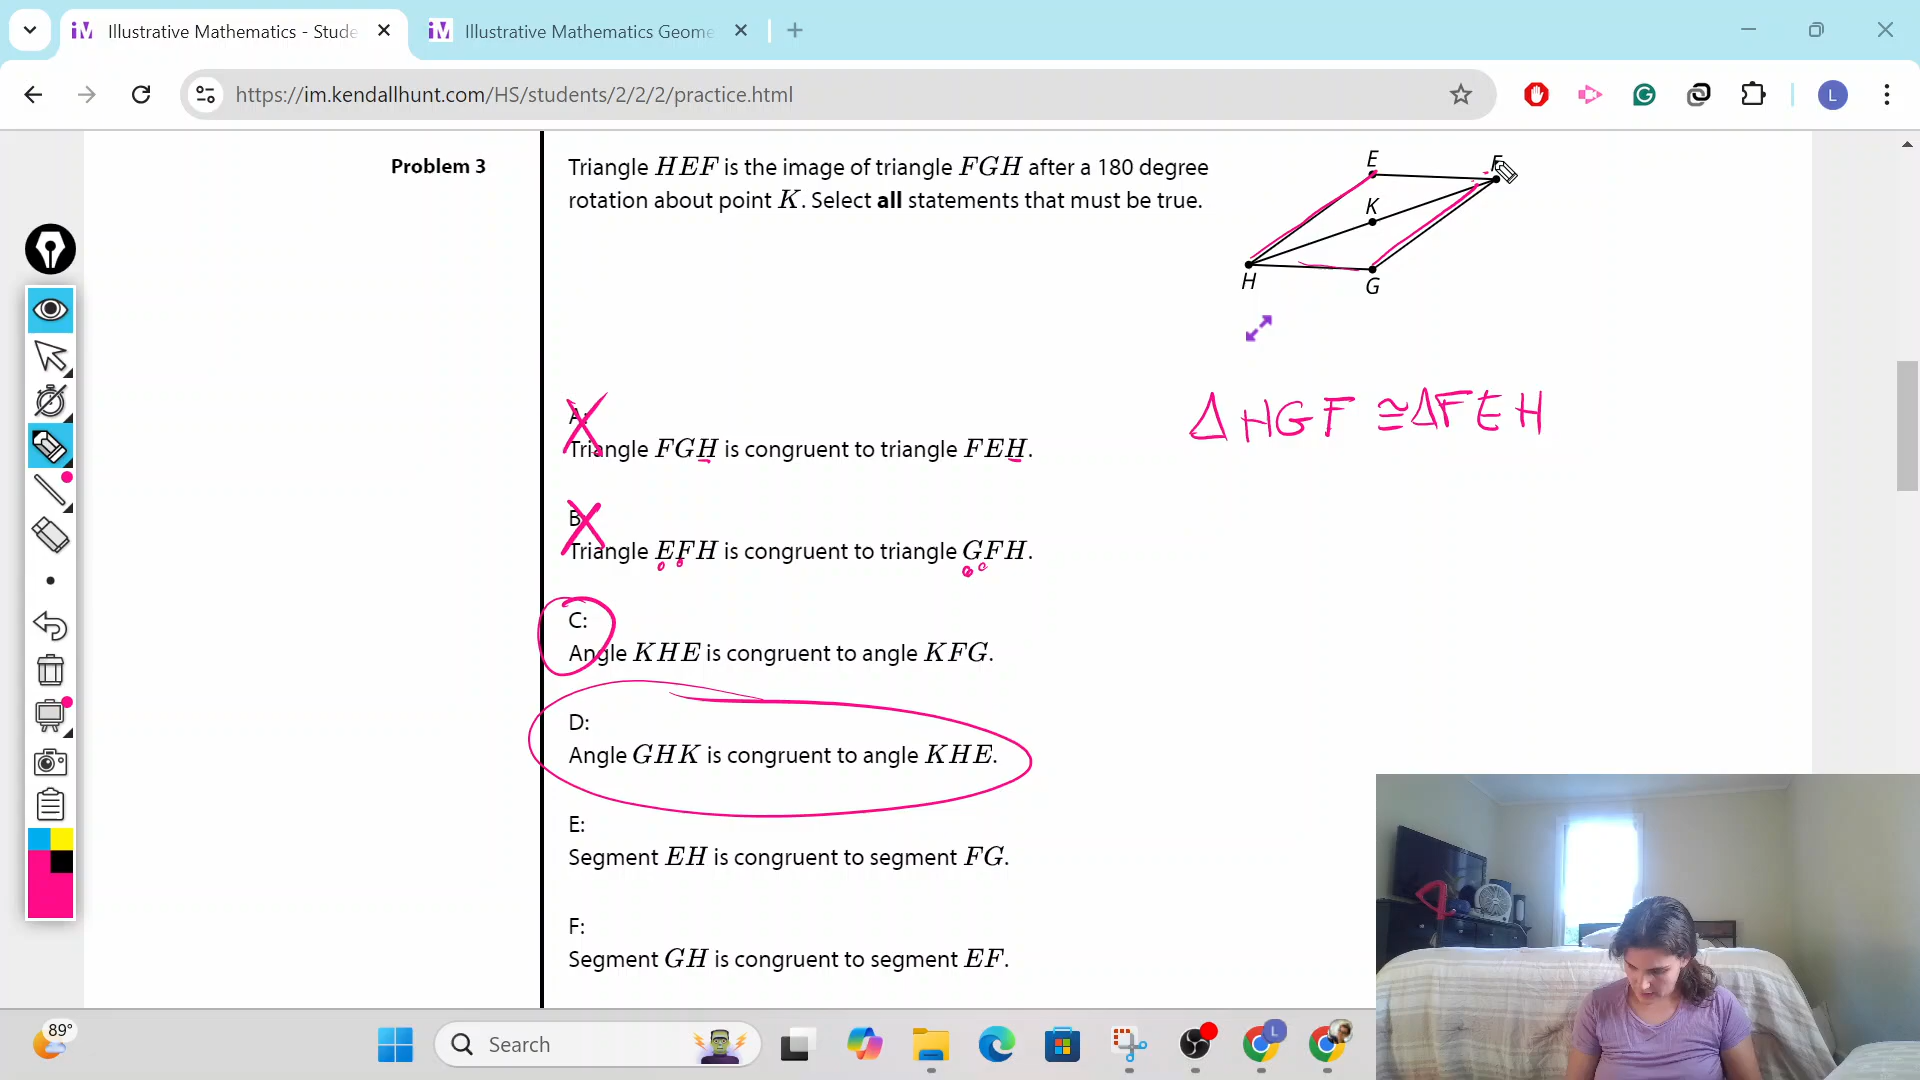 Illustrative Mathematics - Stude
Illustrative Mathematics Geome
https://im.kendallhunt.com/HS/students/2/2/2/practice.html
L
Problem 3
Triangle HEF is the image of triangle FGH after a 180 degree
rotation about point K. Select all statements that must be true.
E
F
K
H
G
△HGF ≅ △FEH
A:
Triangle FGH is congruent to triangle FEH.
B:
Triangle EFH is congruent to triangle GFH.
C:
Angle KHE is congruent to angle KFG.
D:
Angle GHK is congruent to angle KHE.
E:
Segment EH is congruent to segment FG.
F:
Segment GH is congruent to segment EF.
89°
Search
L